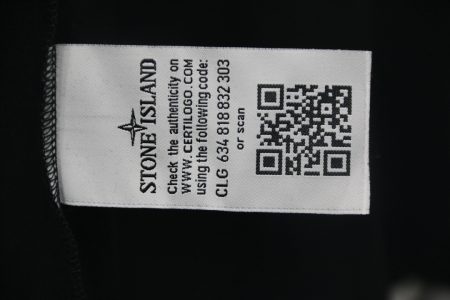 STONE ISLAND
Check the authenticity on
WWW.CERTILOGO.COM
using the following code:
CLG 634 818 832 303
or scan